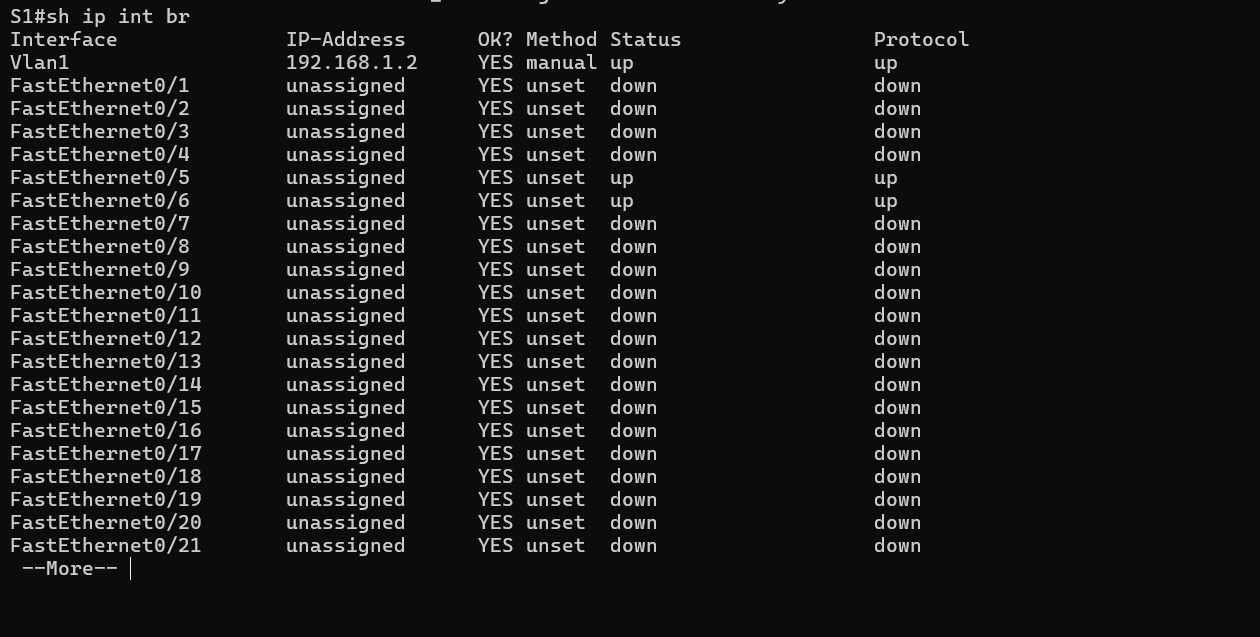 S1#sh ip int br
Interface              IP-Address      OK? Method Status                Protocol
Vlan1                  192.168.1.2     YES manual up                    up
FastEthernet0/1        unassigned      YES unset  down                  down
FastEthernet0/2        unassigned      YES unset  down                  down
FastEthernet0/3        unassigned      YES unset  down                  down
FastEthernet0/4        unassigned      YES unset  down                  down
FastEthernet0/5        unassigned      YES unset  up                    up
FastEthernet0/6        unassigned      YES unset  up                    up
FastEthernet0/7        unassigned      YES unset  down                  down
FastEthernet0/8        unassigned      YES unset  down                  down
FastEthernet0/9        unassigned      YES unset  down                  down
FastEthernet0/10       unassigned      YES unset  down                  down
FastEthernet0/11       unassigned      YES unset  down                  down
FastEthernet0/12       unassigned      YES unset  down                  down
FastEthernet0/13       unassigned      YES unset  down                  down
FastEthernet0/14       unassigned      YES unset  down                  down
FastEthernet0/15       unassigned      YES unset  down                  down
FastEthernet0/16       unassigned      YES unset  down                  down
FastEthernet0/17       unassigned      YES unset  down                  down
FastEthernet0/18       unassigned      YES unset  down                  down
FastEthernet0/19       unassigned      YES unset  down                  down
FastEthernet0/20       unassigned      YES unset  down                  down
FastEthernet0/21       unassigned      YES unset  down                  down
 --More--